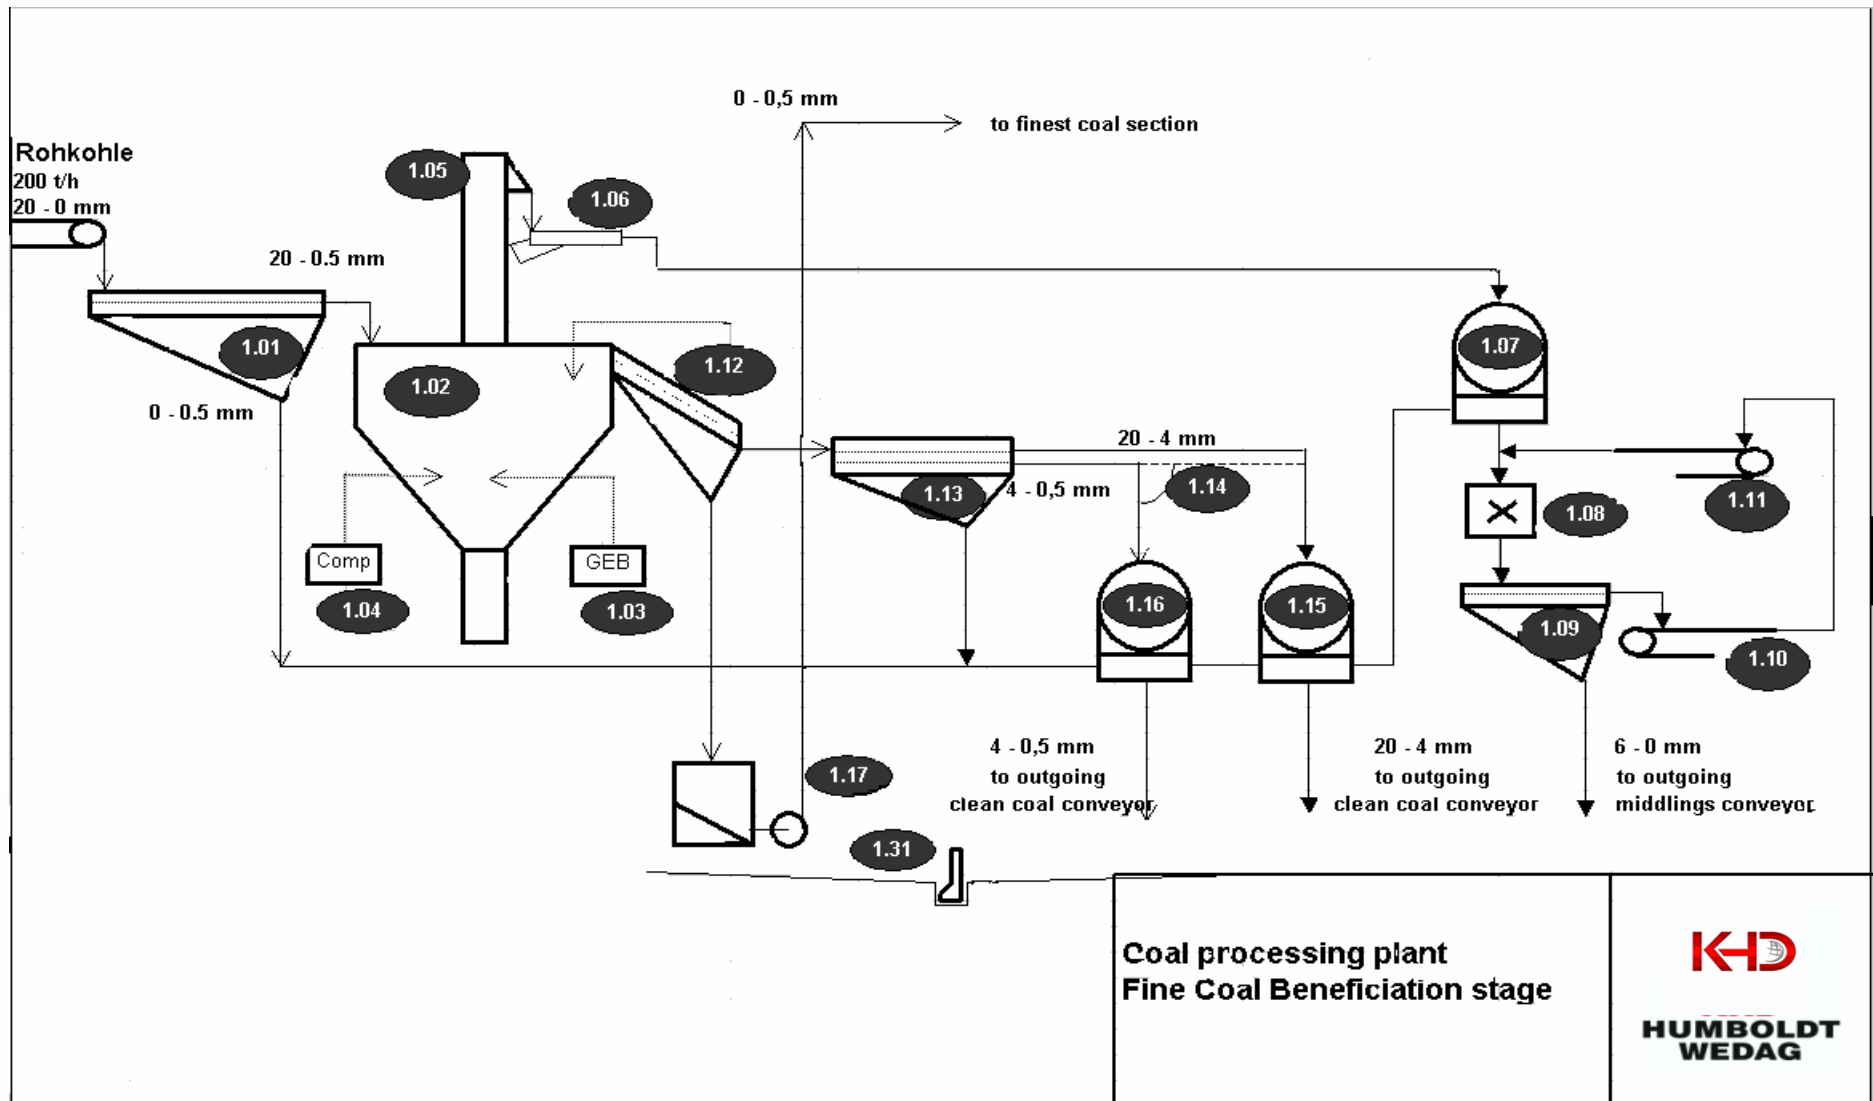 0 - 0,5 mm
to finest coal section
Rohkohle
200 t/h
20 - 0 mm
1.05
1.06
20 - 0.5 mm
1.01
1.02
1.12
1.07
0 - 0.5 mm
20 - 4 mm
4 - 0,5 mm
1.13
1.14
1.11
1.08
Comp
GEB
1.04
1.03
1.16
1.15
1.09
1.10
4 - 0,5 mm
to outgoing
clean coal conveyor
20 - 4 mm
to outgoing
clean coal conveyor
6 - 0 mm
to outgoing
middlings conveyor
1.17
1.31
Coal processing plant
Fine Coal Beneficiation stage
KHD
HUMBOLDT
WEDAG